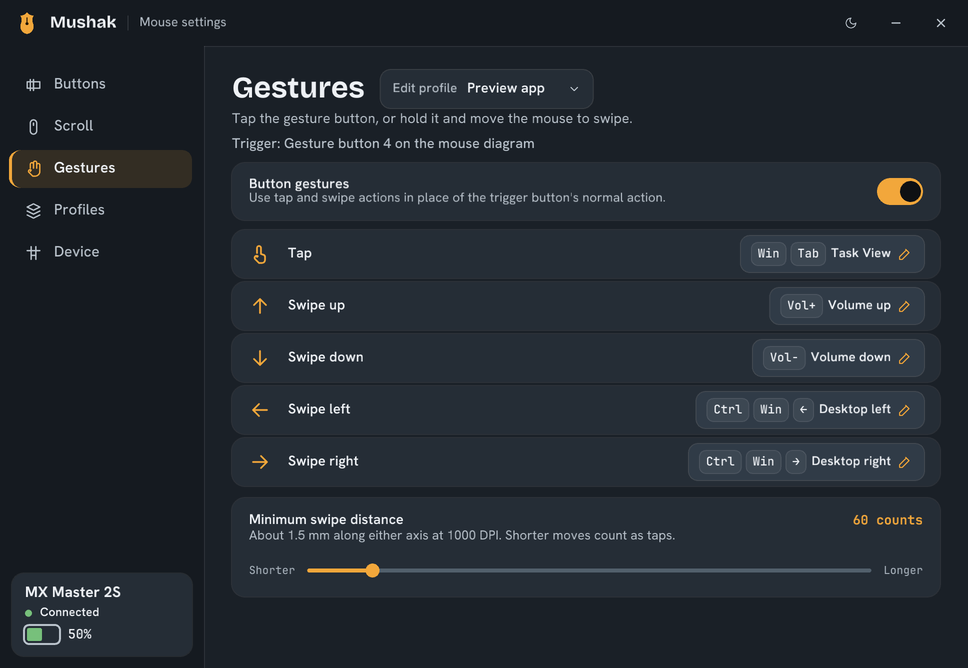 Mushak Mouse settings
Buttons
Scroll
Gestures
Profiles
Device
MX Master 2S
Connected
50%
Gestures Edit profile Preview app
Tap the gesture button, or hold it and move the mouse to swipe.
Trigger: Gesture button 4 on the mouse diagram
Button gestures
Use tap and swipe actions in place of the trigger button's normal action.
Tap Win Tab Task View
Swipe up Vol+ Volume up
Swipe down Vol- Volume down
Swipe left Ctrl Win ← Desktop left
Swipe right Ctrl Win → Desktop right
Minimum swipe distance 60 counts
About 1.5 mm along either axis at 1000 DPI. Shorter moves count as taps.
Shorter Longer